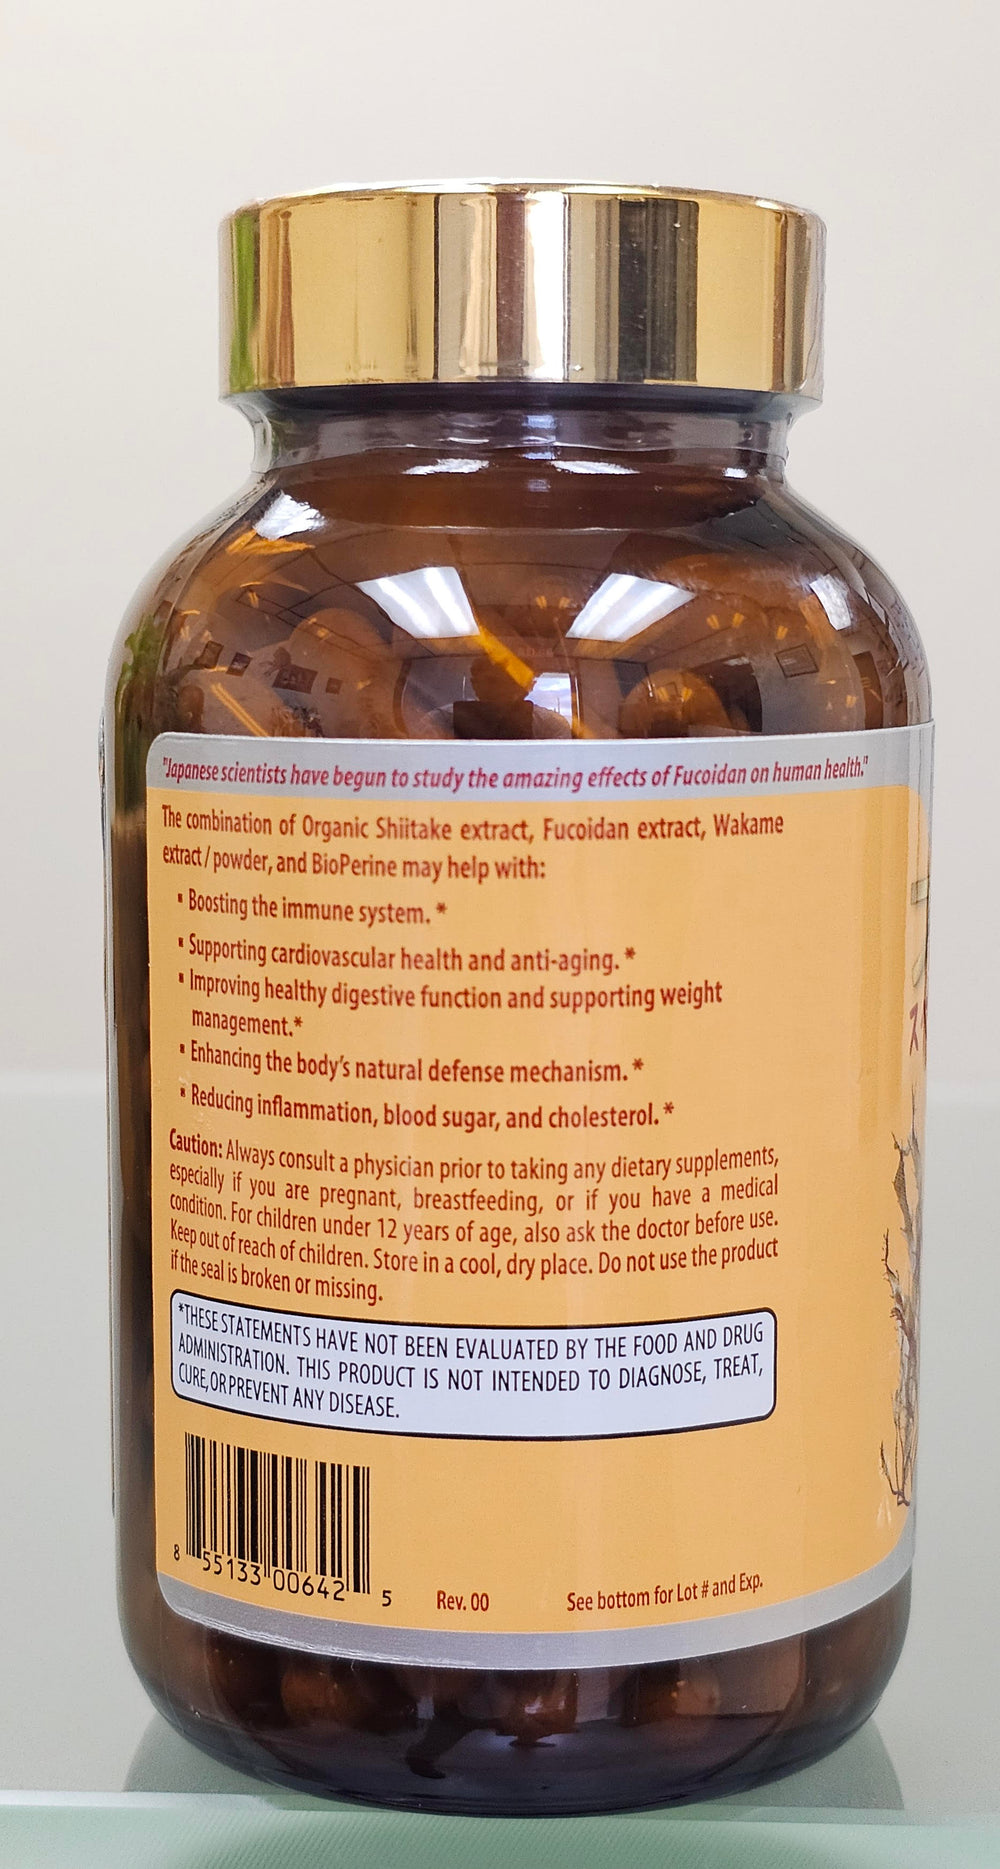 "Japanese scientists have begun to study the amazing effects of Fucoidan on human health."
The combination of Organic Shiitake extract, Fucoidan extract, Wakame
extract / powder, and BioPerine may help with:
▪ Boosting the immune system. *
▪ Supporting cardiovascular health and anti-aging. *
▪ Improving healthy digestive function and supporting weight
management.*
▪ Enhancing the body's natural defense mechanism. *
▪ Reducing inflammation, blood sugar, and cholesterol. *
Caution: Always consult a physician prior to taking any dietary supplements,
especially if you are pregnant, breastfeeding, or if you have a medical
condition. For children under 12 years of age, also ask the doctor before use.
Keep out of reach of children. Store in a cool, dry place. Do not use the product
if the seal is broken or missing.
*THESE STATEMENTS HAVE NOT BEEN EVALUATED BY THE FOOD AND DRUG
ADMINISTRATION. THIS PRODUCT IS NOT INTENDED TO DIAGNOSE, TREAT,
CURE, OR PREVENT ANY DISEASE.
8 55133 00642 5
Rev. 00
See bottom for Lot # and Exp.